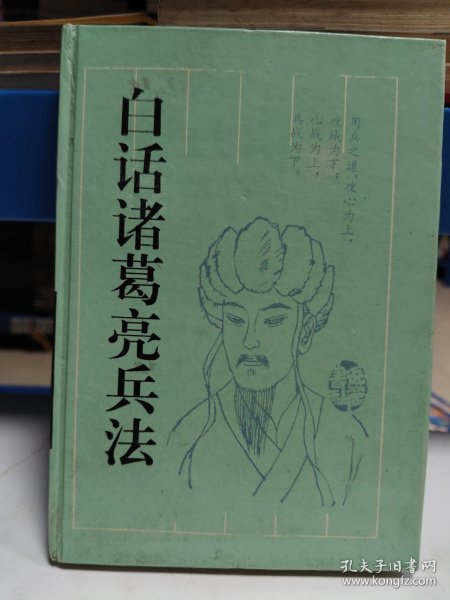 白话诸葛亮兵法
用兵之道，攻心为上，
攻城为下；
心战为上，
兵战为下。
孔夫子旧书网
www.kongfz.com